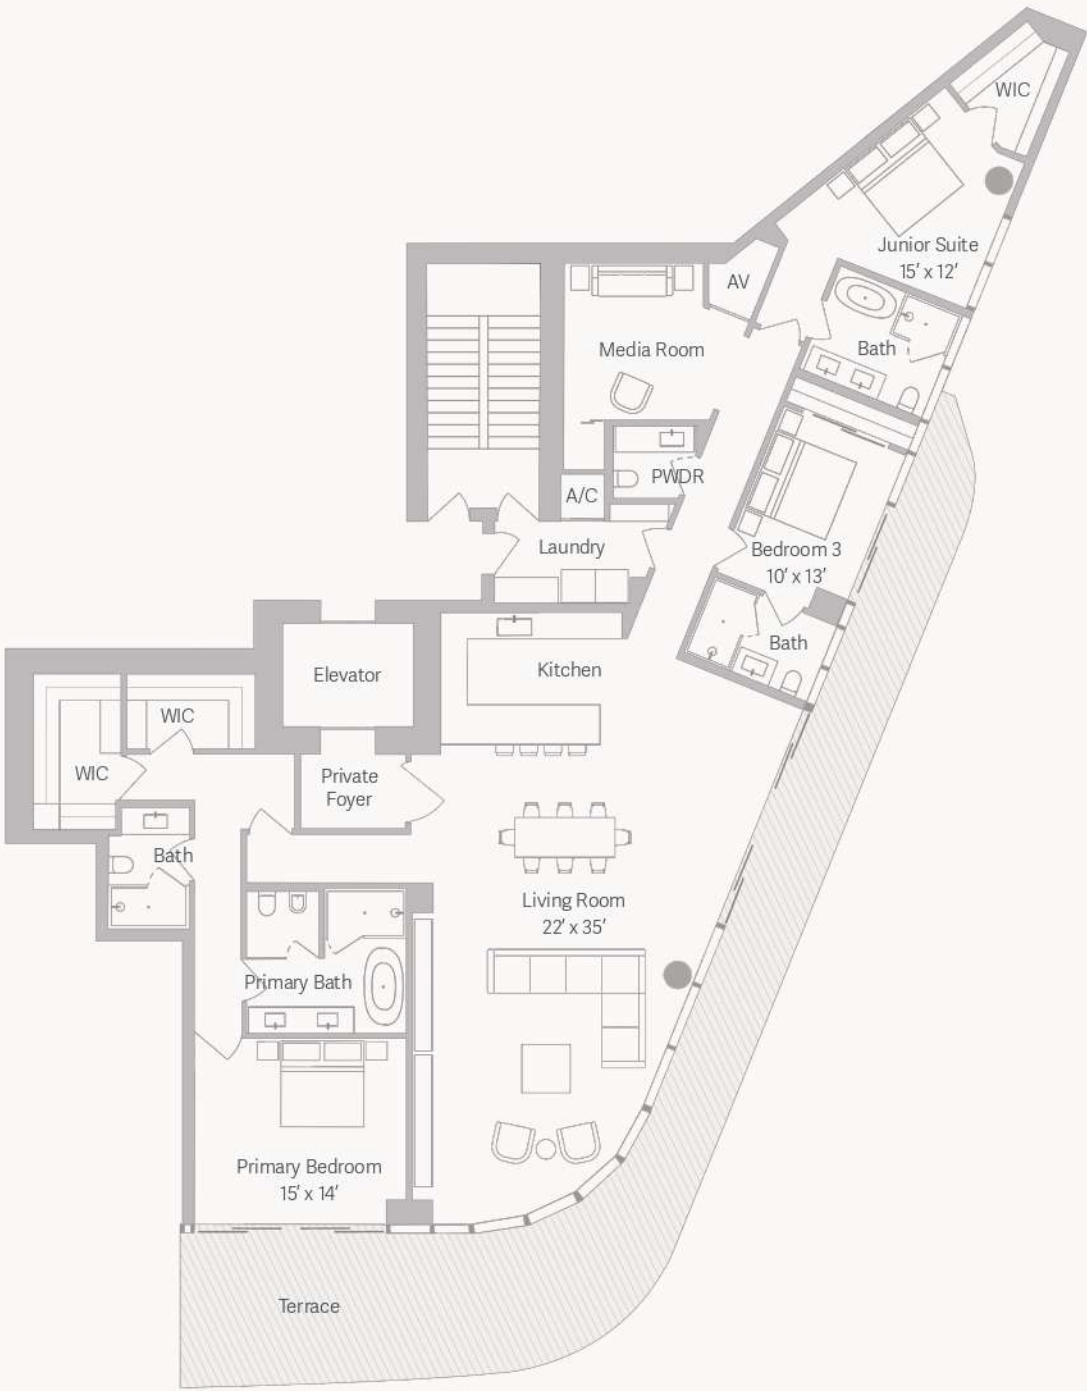 WIC
Junior Suite
15′ x 12′
AV
Bath
Media Room
PWDR
A/C
Laundry
Bedroom 3
10′ x 13′
Bath
Kitchen
Elevator
WIC
WIC
Private
Foyer
Bath
Living Room
22′ x 35′
Primary Bath
Primary Bedroom
15′ x 14′
Terrace